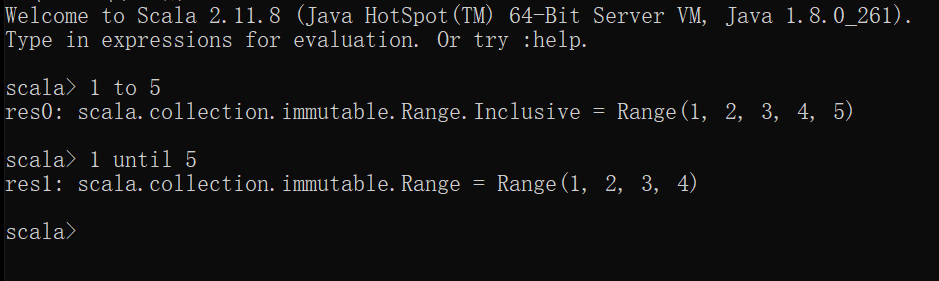 Welcome to Scala 2.11.8 (Java HotSpot(TM) 64-Bit Server VM, Java 1.8.0_261).
Type in expressions for evaluation. Or try :help.
scala> 1 to 5
res0: scala.collection.immutable.Range.Inclusive = Range(1, 2, 3, 4, 5)
scala> 1 until 5
res1: scala.collection.immutable.Range = Range(1, 2, 3, 4)
scala>